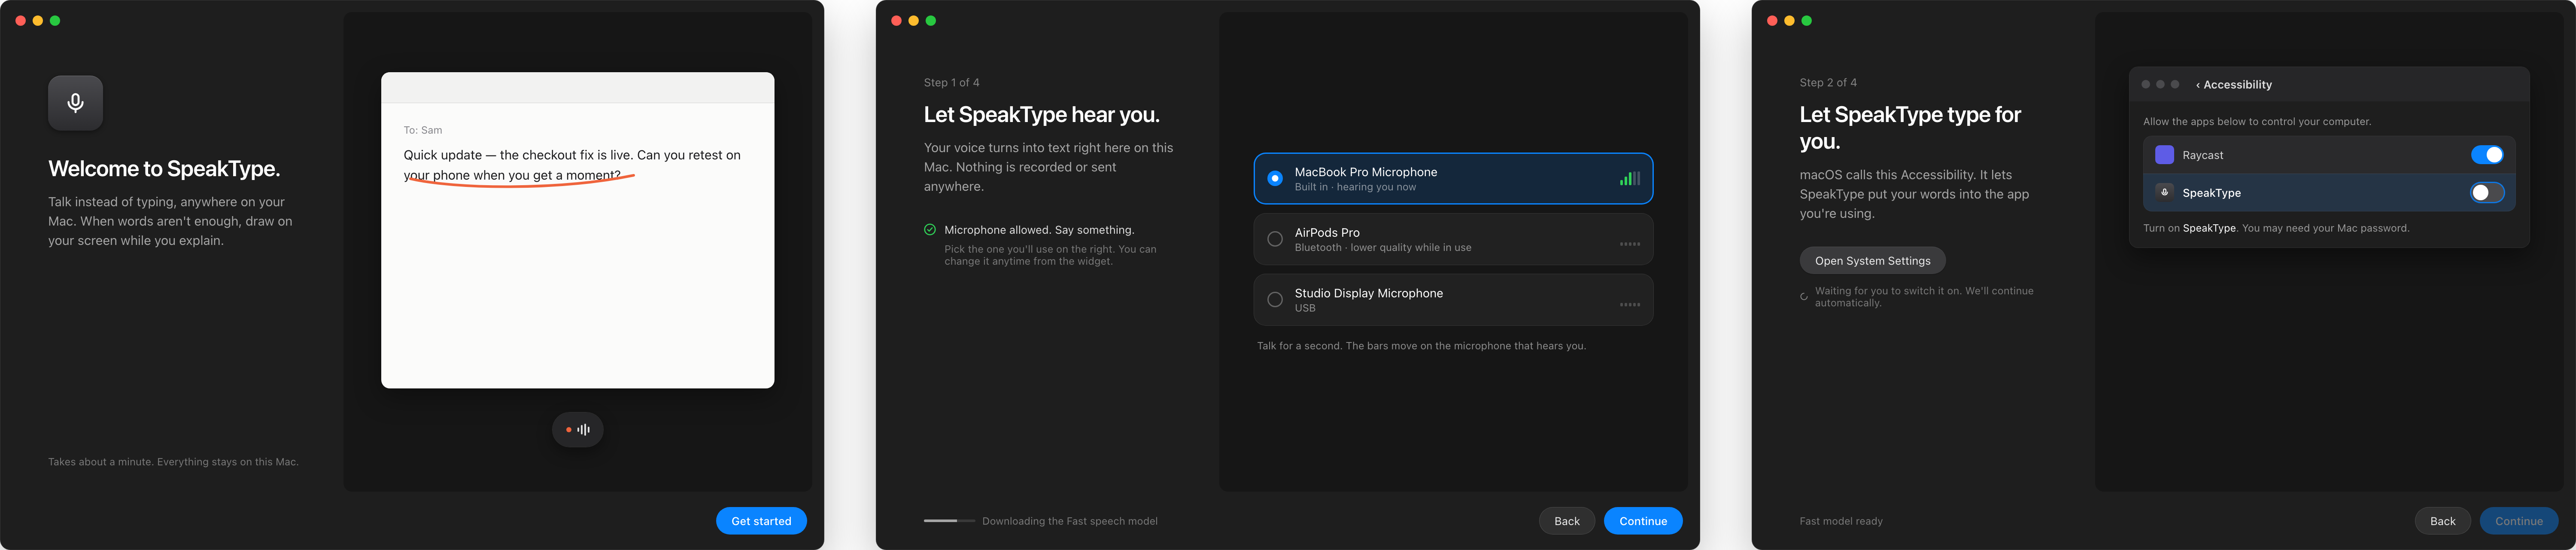 Welcome to SpeakType.
Talk instead of typing, anywhere on your
Mac. When words aren't enough, draw on
your screen while you explain.
Takes about a minute. Everything stays on this Mac.
To: Sam
Quick update — the checkout fix is live. Can you retest on
your phone when you get a moment?
Get started
Step 1 of 4
Let SpeakType hear you.
Your voice turns into text right here on this
Mac. Nothing is recorded or sent
anywhere.
Microphone allowed. Say something.
Pick the one you'll use on the right. You can
change it anytime from the widget.
MacBook Pro Microphone
Built in · hearing you now
AirPods Pro
Bluetooth · lower quality while in use
Studio Display Microphone
USB
Talk for a second. The bars move on the microphone that hears you.
Downloading the Fast speech model
Back
Continue
Step 2 of 4
Let SpeakType type for
you.
macOS calls this Accessibility. It lets
SpeakType put your words into the app
you're using.
Open System Settings
Waiting for you to switch it on. We'll continue
automatically.
‹ Accessibility
Allow the apps below to control your computer.
Raycast
SpeakType
Turn on SpeakType. You may need your Mac password.
Fast model ready
Back
Continue